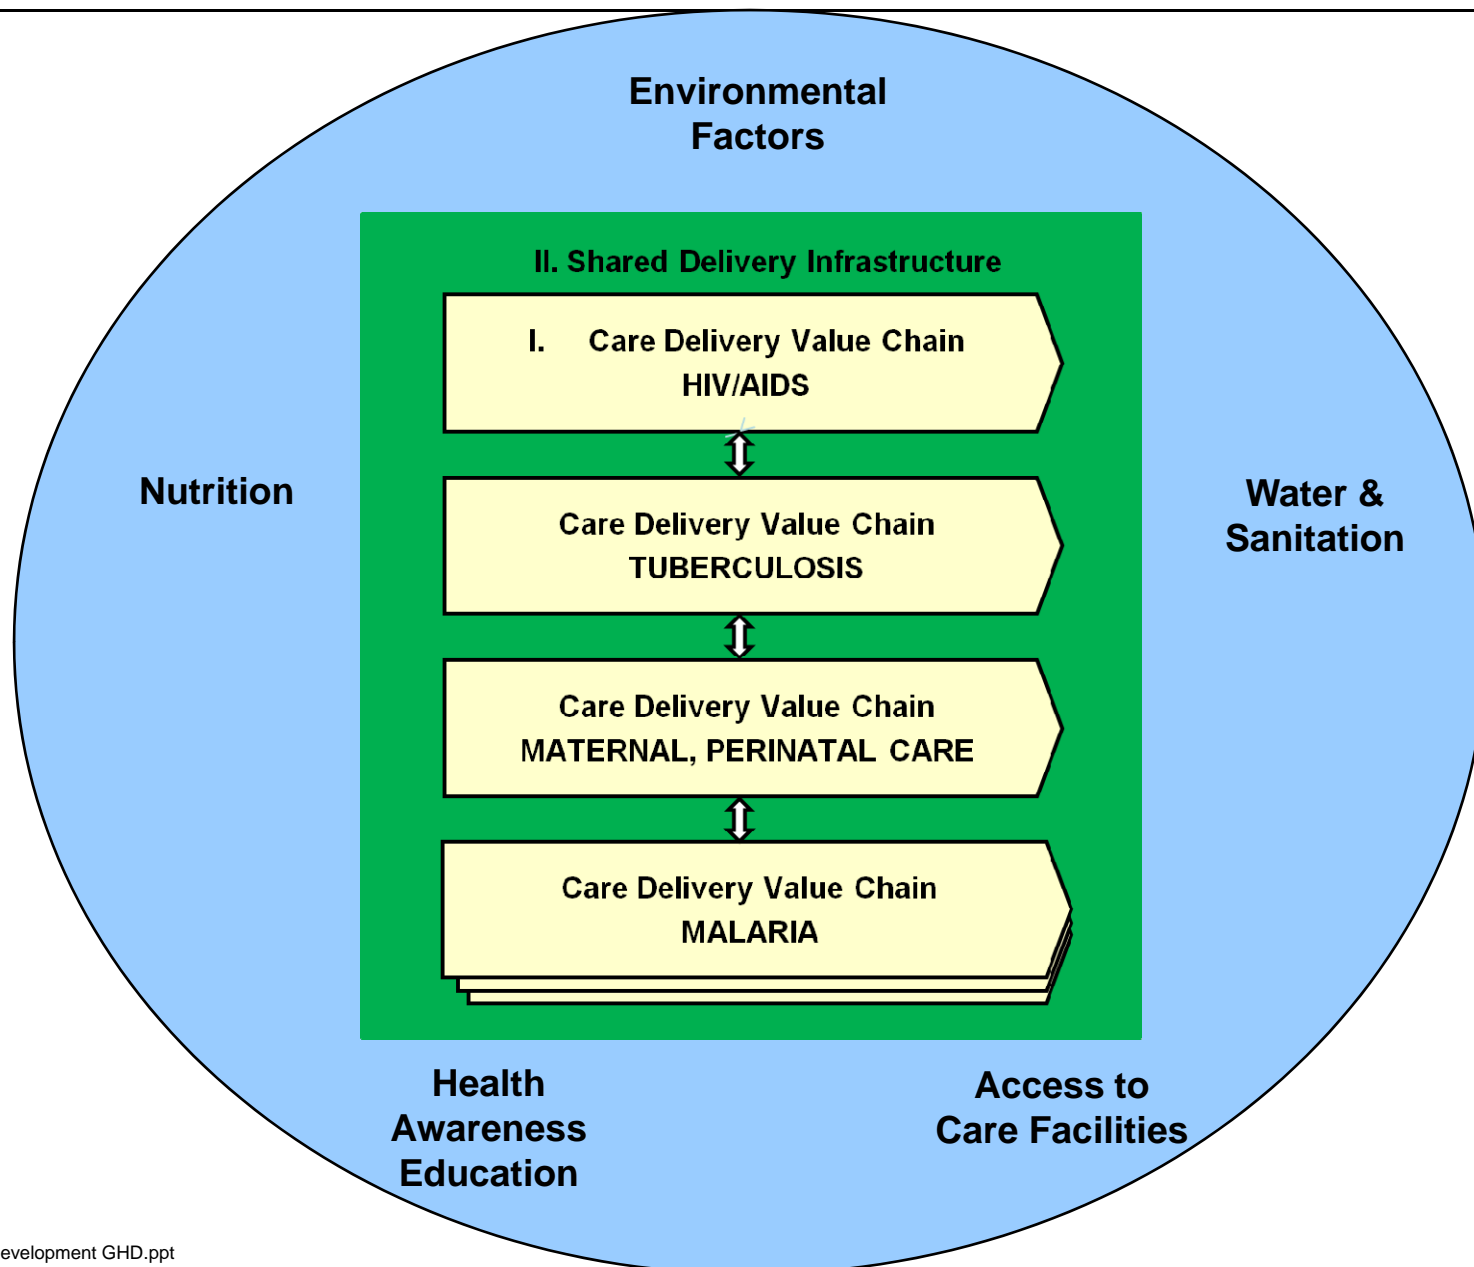 Environmental
Factors
II. Shared Delivery Infrastructure
I. Care Delivery Value Chain
HIV/AIDS
Nutrition
Water &
Sanitation
Care Delivery Value Chain
TUBERCULOSIS
Care Delivery Value Chain
MATERNAL, PERINATAL CARE
Care Delivery Value Chain
MALARIA
Health
Awareness
Education
Access to
Care Facilities
evelopment GHD.ppt